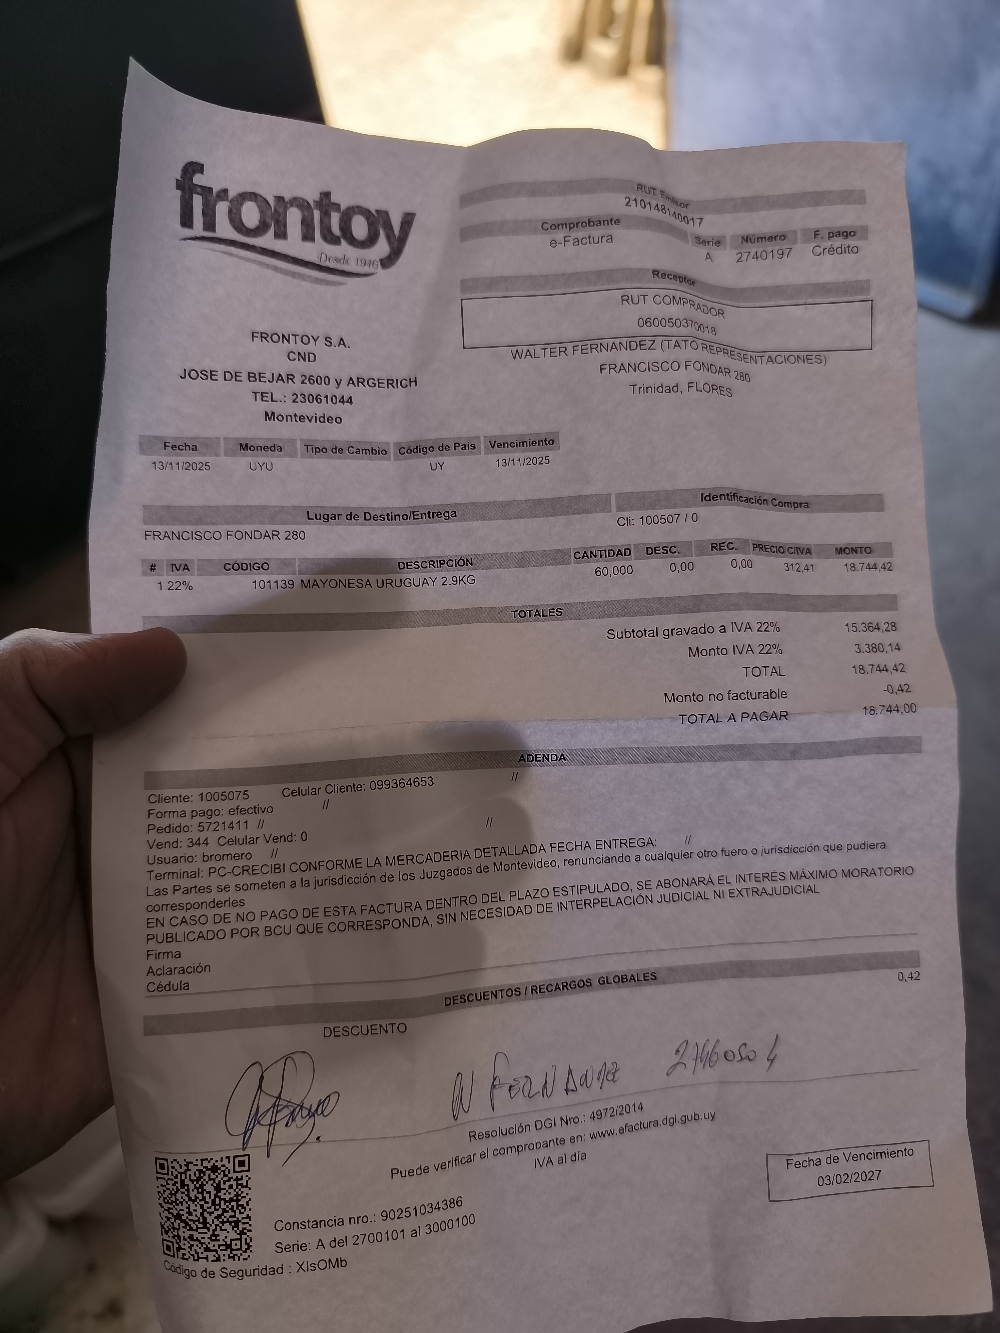 frontoy
Desde 1946
RUT Emisor
210148140017
Comprobante
e-Factura
Serie Número F. pago
A 2740197 Crédito
Receptor
RUT COMPRADOR
060050370018
WALTER FERNANDEZ (TATO REPRESENTACIONES)
FRANCISCO FONDAR 280
Trinidad, FLORES
FRONTOY S.A.
CND
JOSE DE BEJAR 2600 y ARGERICH
TEL.: 23061044
Montevideo
Fecha Moneda Tipo de Cambio Código de País Vencimiento
13/11/2025 UYU UY 13/11/2025
Lugar de Destino/Entrega Identificación Compra
FRANCISCO FONDAR 280 Cli: 100507 / 0
# IVA CÓDIGO DESCRIPCIÓN CANTIDAD DESC. REC. PRECIO C/IVA MONTO
1 22% 101139 MAYONESA URUGUAY 2.9KG 60,000 0,00 0,00 312,41 18.744,42
TOTALES
Subtotal gravado a IVA 22% 15.364,28
Monto IVA 22% 3.380,14
TOTAL 18.744,42
Monto no facturable -0,42
TOTAL A PAGAR 18.744,00
ADENDA
Cliente: 1005075 Celular Cliente: 099364653 //
Forma pago: efectivo //
Pedido: 5721411 // //
Vend: 344 Celular Vend: 0
Usuario: bromero //
Terminal: PC-CRECIBI CONFORME LA MERCADERIA DETALLADA FECHA ENTREGA: //
Las Partes se someten a la jurisdicción de los Juzgados de Montevideo, renunciando a cualquier otro fuero o jurisdicción que pudiera
corresponderles
EN CASO DE NO PAGO DE ESTA FACTURA DENTRO DEL PLAZO ESTIPULADO, SE ABONARÁ EL INTERÉS MÁXIMO MORATORIO
PUBLICADO POR BCU QUE CORRESPONDA, SIN NECESIDAD DE INTERPELACIÓN JUDICIAL NI EXTRAJUDICIAL
Firma
Aclaración
Cédula
DESCUENTOS / RECARGOS GLOBALES
DESCUENTO 0,42
W FERNANDEZ
Resolución DGI Nro.: 4972/2014
Puede verificar el comprobante en: www.efactura.dgi.gub.uy
IVA al día
Fecha de Vencimiento
03/02/2027
Constancia nro.: 90251034386
Serie: A del 2700101 al 3000100
Código de Seguridad : XIsOMb